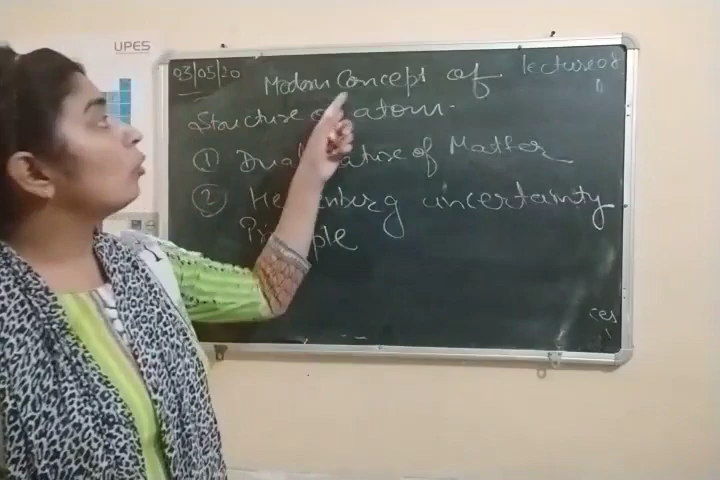 UPES
03/05/20 Modern Concept of lecture 08
Structure of atom.
① Dual Nature of Matter
② Heisenberg uncertainty
Principle